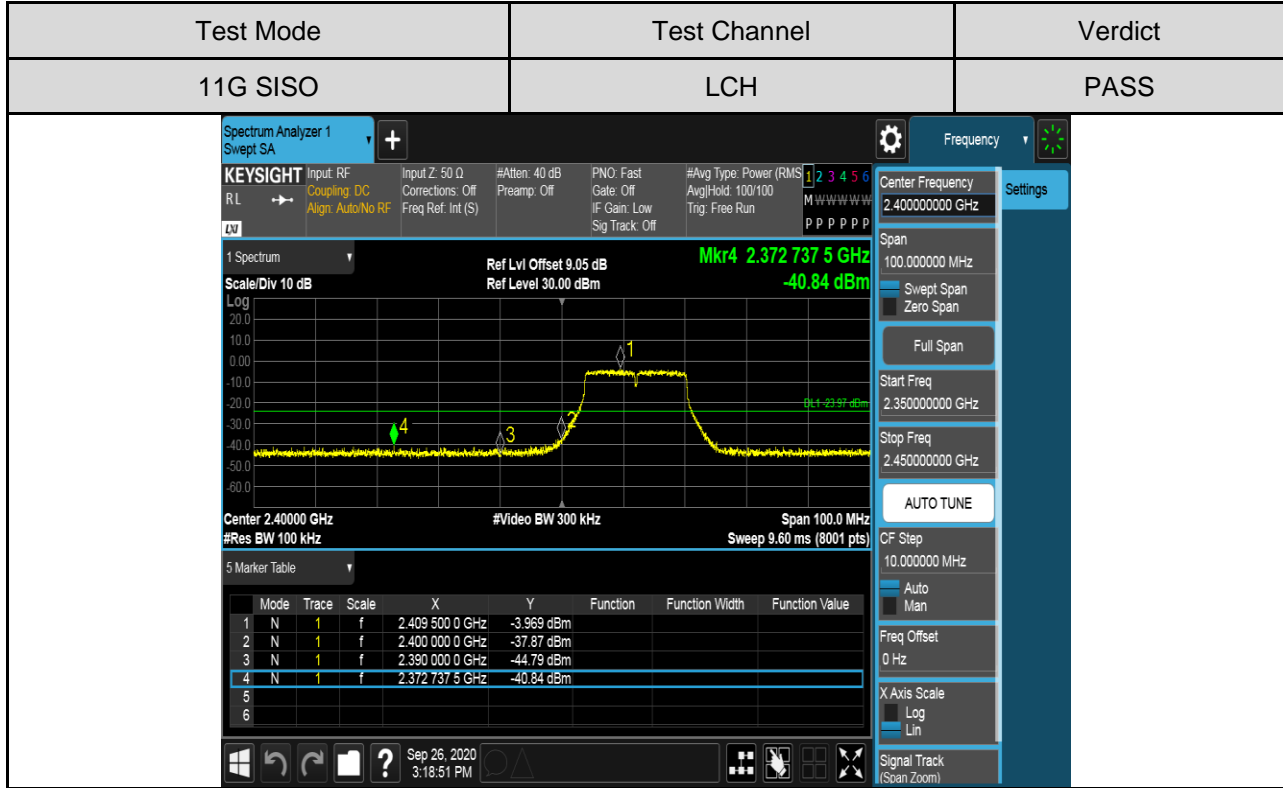 Test Mode Test Channel Verdict
11G SISO LCH PASS
Spectrum Analyzer 1
Swept SA
+
Frequency
KEYSIGHT
RL
LXI
Input: RF
Coupling: DC
Align: Auto/No RF
Input Z: 50 Ω
Corrections: Off
Freq Ref: Int (S)
#Atten: 40 dB
Preamp: Off
PNO: Fast
Gate: Off
IF Gain: Low
Sig Track: Off
#Avg Type: Power (RMS
Avg|Hold: 100/100
Trig: Free Run
1 2 3 4 5 6
M W W W W W
P P P P P P
1 Spectrum
Scale/Div 10 dB
Ref Lvl Offset 9.05 dB
Ref Level 30.00 dBm
Mkr4 2.372 737 5 GHz
-40.84 dBm
Log
20.0
10.0
0.00
-10.0
-20.0
-30.0
-40.0
-50.0
-60.0
1
2
3
4
DL1 -23.97 dBm
Center 2.40000 GHz #Video BW 300 kHz Span 100.0 MHz
#Res BW 100 kHz Sweep 9.60 ms (8001 pts)
5 Marker Table
Mode Trace Scale X Y Function Function Width Function Value
1 N 1 f 2.409 500 0 GHz -3.969 dBm
2 N 1 f 2.400 000 0 GHz -37.87 dBm
3 N 1 f 2.390 000 0 GHz -44.79 dBm
4 N 1 f 2.372 737 5 GHz -40.84 dBm
5
6
?
Sep 26, 2020
3:18:51 PM
Center Frequency
2.400000000 GHz
Settings
Span
100.000000 MHz
Swept Span
Zero Span
Full Span
Start Freq
2.350000000 GHz
Stop Freq
2.450000000 GHz
AUTO TUNE
CF Step
10.000000 MHz
Auto
Man
Freq Offset
0 Hz
X Axis Scale
Log
Lin
Signal Track
(Span Zoom)